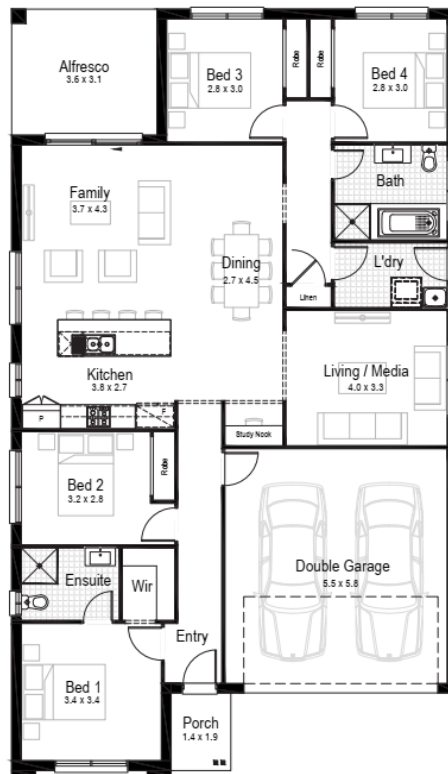 Alfresco
3.6 x 3.1
Bed 3
2.8 x 3.0
Robe
Robe
Bed 4
2.8 x 3.0
Family
3.7 x 4.3
Bath
Dining
2.7 x 4.5
L'dry
Linen
Kitchen
3.8 x 2.7
Living / Media
4.0 x 3.3
P
F
Study Nook
Bed 2
3.2 x 2.8
Robe
Double Garage
5.5 x 5.8
Ensuite
Wir
Entry
Bed 1
3.4 x 3.4
Porch
1.4 x 1.9